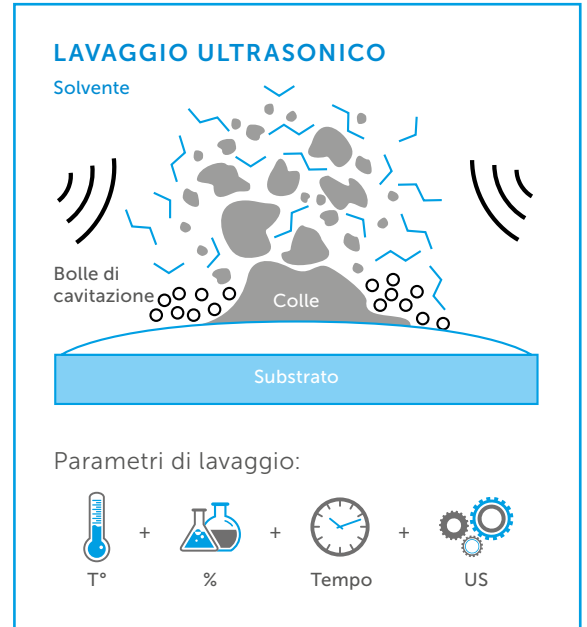 LAVAGGIO ULTRASONICO
Solvente
Bolle di
cavitazione
Colle
Substrato
Parametri di lavaggio:
+ + +
T° % Tempo US